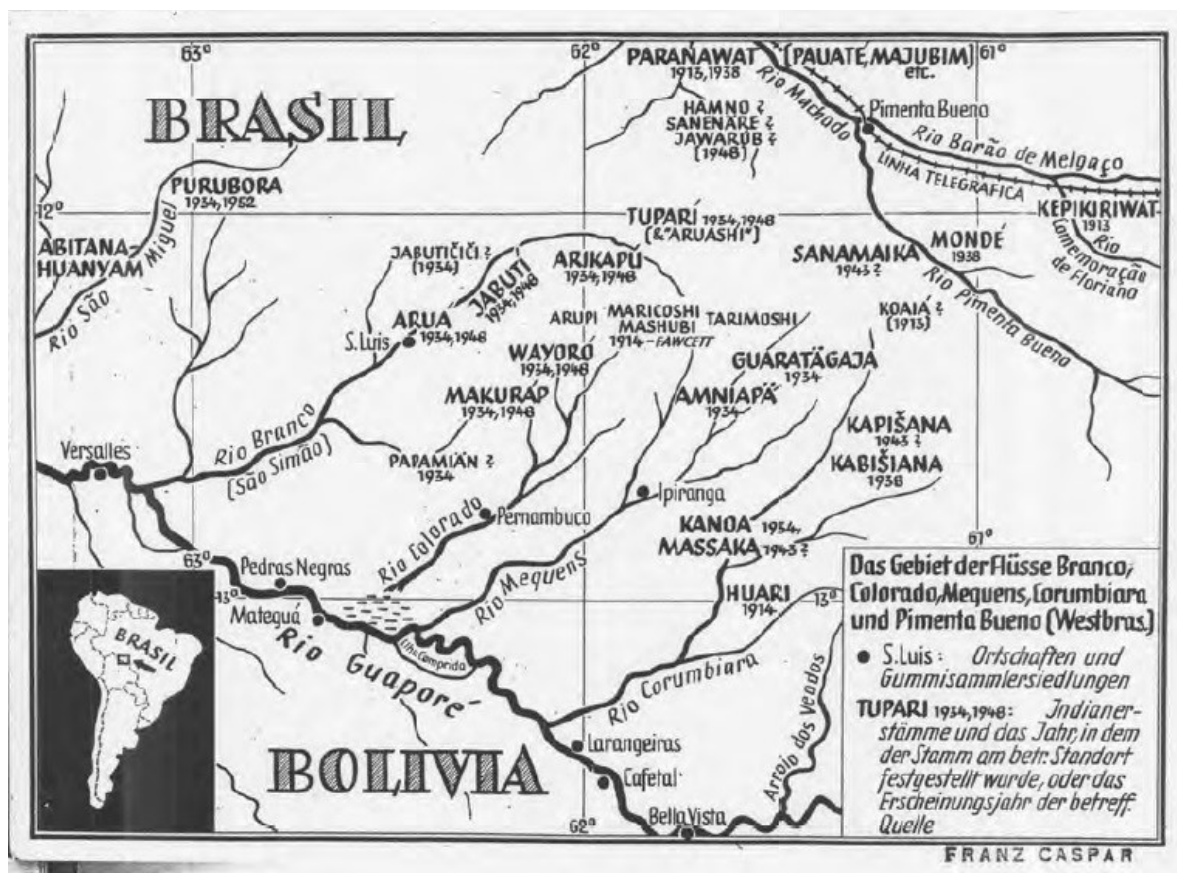 63°
62°
61°
BRASIL
PARANAWAT
1913, 1938
(PAUATE, MAJUBIM)
etc.
HAMNO?
SANENARE?
JAWARUB?
(1948)
Rio Machado
Pimenta Bueno
Rio Barão de Melgaço
LINHA TELEGRAFICA
PURUBORA
1934, 1952
12°
ABITANA-
HUANYAM
Rio São Miguel
TUPARÍ 1934, 1948
(& "ARUASHI")
KEPIKIRIWAT
1913
Rio
Comemoração
de Floriano
SANAMAIKA
1943?
MONDÉ
1938
KOAIÁ?
(1913)
Rio Pimenta Bueno
JABUTIČIČI?
(1934)
JABUTÍ
1934, 1948
ARIKAPÚ
1934, 1948
S. Luis
ARUA
1934, 1948
ARUPI
MARICOSHI
MASHUBI
1914-FAWCETT
TARIMOSHI
WAYORÓ
1934, 1948
GUARATÄGAJA
1934
MAKURAP
1934, 1948
AMNIAPÄ
1934
KAPIŠANA
1943?
KABIŠIANA
1938
Versalles
Rio Branco
(São Simão)
PAPAMIÄN?
1934
Ipiranga
Pernambuco
Rio Colorado
KANOA 1934,
MASSAKA 1943?
63°
61°
Pedras Negras
Rio Mequens
HUARI
1914
13°
13°
Mateguá
Rio Guaporé
Ilha Comprida
Rio Corumbiara
Arroio dos Veados
BRASIL
BOLIVIA
Larangeiras
Cafetal
Bella Vista
62°
Das Gebiet der Flüsse Branco,
Colorado, Mequens, Corumbiara
und Pimenta Bueno (Westbras.)
S. Luis: Ortschaften und
Gummisammlersiedlungen
TUPARI 1934, 1948: Indianer-
stämme und das Jahr, in dem
der Stamm am betr. Standort
festgestellt wurde, oder das
Erscheinungsjahr der betreff.
Quelle
FRANZ CASPAR